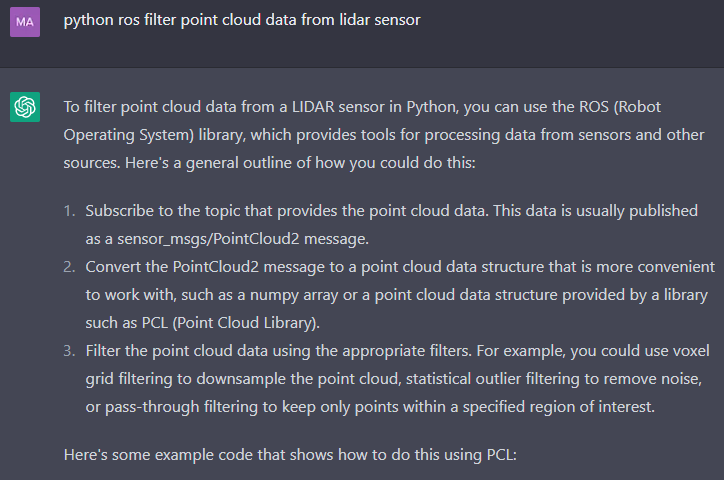 MA
python ros filter point cloud data from lidar sensor
To filter point cloud data from a LIDAR sensor in Python, you can use the ROS (Robot
Operating System) library, which provides tools for processing data from sensors and other
sources. Here's a general outline of how you could do this:
1. Subscribe to the topic that provides the point cloud data. This data is usually published
as a sensor_msgs/PointCloud2 message.
2. Convert the PointCloud2 message to a point cloud data structure that is more convenient
to work with, such as a numpy array or a point cloud data structure provided by a library
such as PCL (Point Cloud Library).
3. Filter the point cloud data using the appropriate filters. For example, you could use voxel
grid filtering to downsample the point cloud, statistical outlier filtering to remove noise,
or pass-through filtering to keep only points within a specified region of interest.
Here's some example code that shows how to do this using PCL: